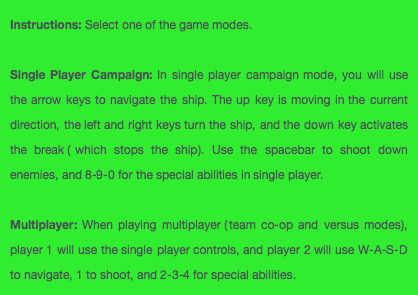 Instructions: Select one of the game modes.
Single Player Campaign: In single player campaign mode, you will use
the arrow keys to navigate the ship. The up key is moving in the current
direction, the left and right keys turn the ship, and the down key activates
the break ( which stops the ship). Use the spacebar to shoot down
enemies, and 8-9-0 for the special abilities in single player.
Multiplayer: When playing multiplayer (team co-op and versus modes),
player 1 will use the single player controls, and player 2 will use W-A-S-D
to navigate, 1 to shoot, and 2-3-4 for special abilities.